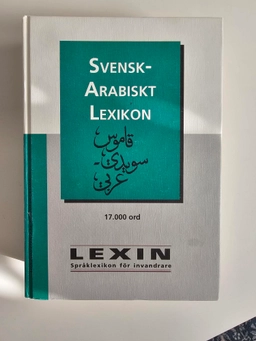 SVENSK-
ARABISKT
LEXIKON
قاموس
سويدي-
عربي
17.000 ord
LEXIN
Språklexikon för invandrare